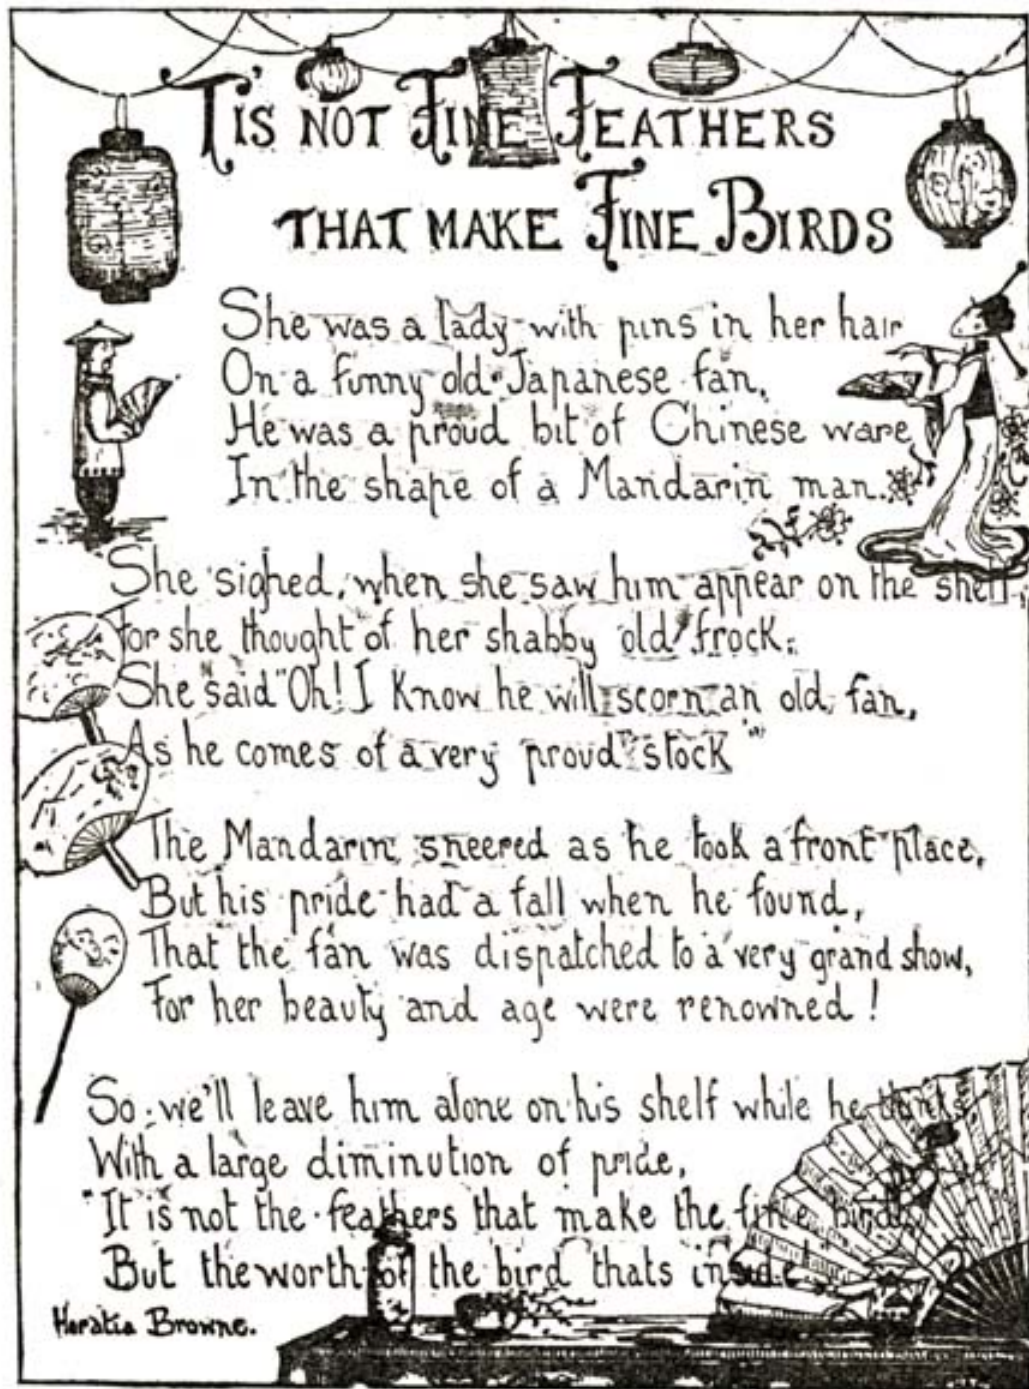 T'IS NOT FINE FEATHERS
THAT MAKE FINE BIRDS
She was a lady with pins in her hair
On a funny old Japanese fan,
He was a proud bit of Chinese ware
In the shape of a Mandarin man.
She sighed, when she saw him appear on the shelf,
For she thought of her shabby old frock;
She said "Oh! I know he will scorn an old fan,
As he comes of a very proud stock"
The Mandarin sneered as he took a front place,
But his pride had a fall when he found,
That the fan was dispatched to a very grand show,
For her beauty and age were renowned!
So we'll leave him alone on his shelf while he thinks,
With a large diminution of pride,
"It is not the feathers that make the fine birds
But the worth of the bird thats inside"
Horatia Browne.